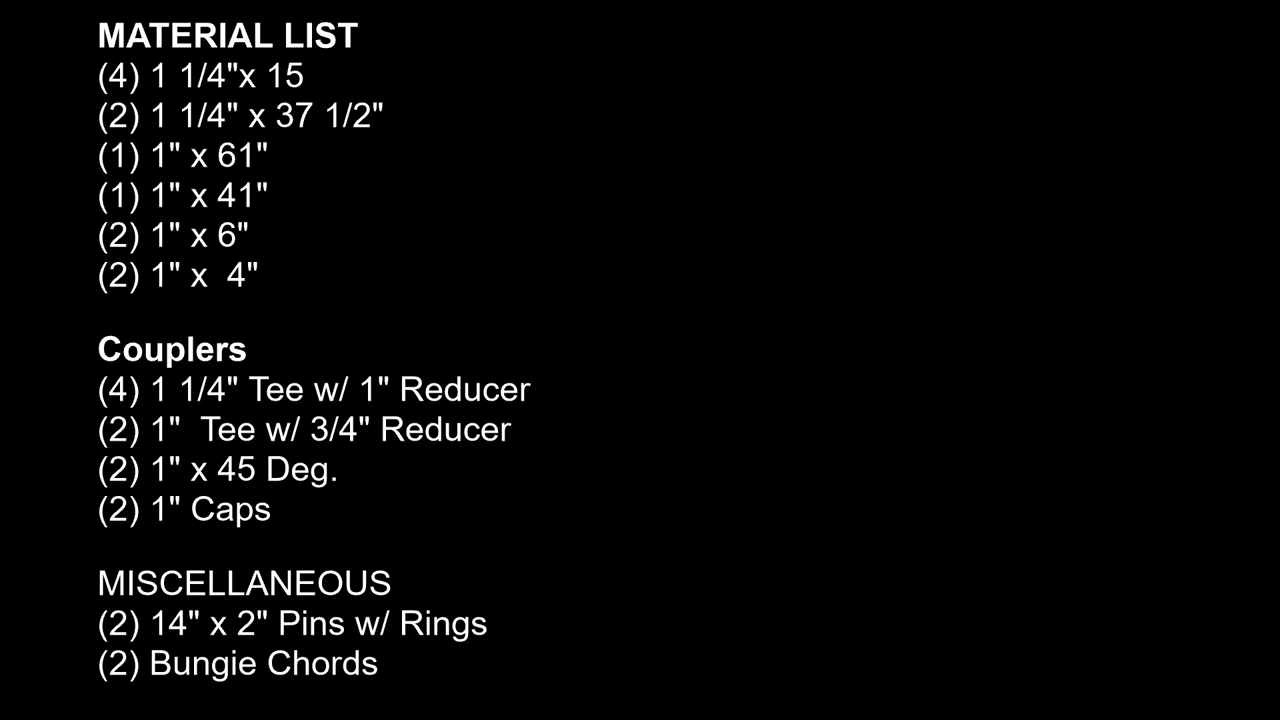 MATERIAL LIST
(4) 1 1/4"x 15
(2) 1 1/4" x 37 1/2"
(1) 1" x 61"
(1) 1" x 41"
(2) 1" x 6"
(2) 1" x  4"
Couplers
(4) 1 1/4" Tee w/ 1" Reducer
(2) 1"  Tee w/ 3/4" Reducer
(2) 1" x 45 Deg.
(2) 1" Caps
MISCELLANEOUS
(2) 14" x 2" Pins w/ Rings
(2) Bungie Chords